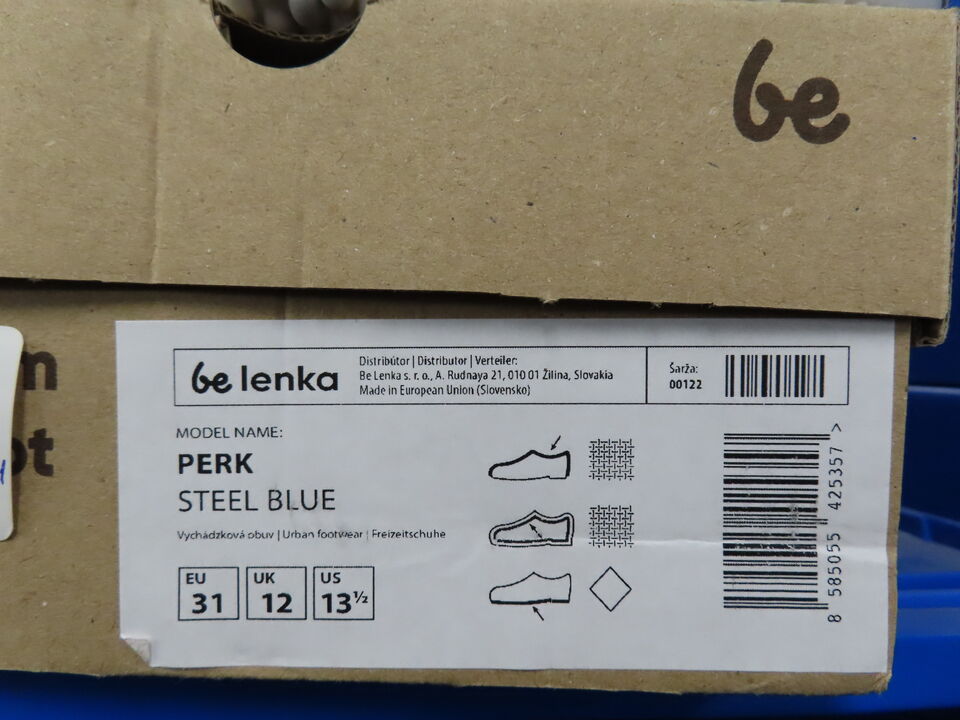 be
be lenka
Distribútor | Distributor | Verteiler:
Be Lenka s. r. o., A. Rudnaya 21, 010 01 Žilina, Slovakia
Made in European Union (Slovensko)
Šarža:
00122
MODEL NAME:
PERK
STEEL BLUE
Vychádzková obuv | Urban footwear | Freizeitschuhe
EU
31
UK
12
US
13½
8 585055 425357 >